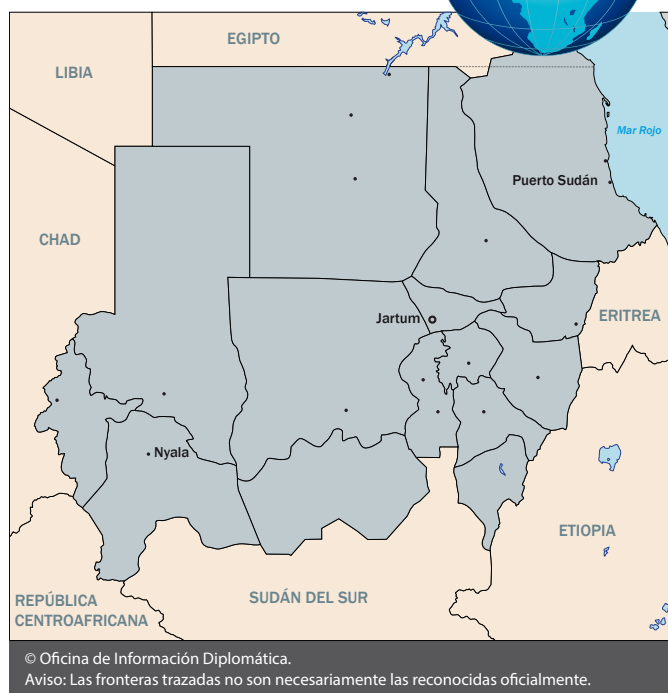 EGIPTO
LIBIA
Mar Rojo
Puerto Sudán
CHAD
Jartum
ERITREA
Nyala
ETIOPIA
REPÚBLICA
CENTROAFRICANA
SUDÁN DEL SUR
© Oficina de Información Diplomática.
Aviso: Las fronteras trazadas no son necesariamente las reconocidas oficialmente.